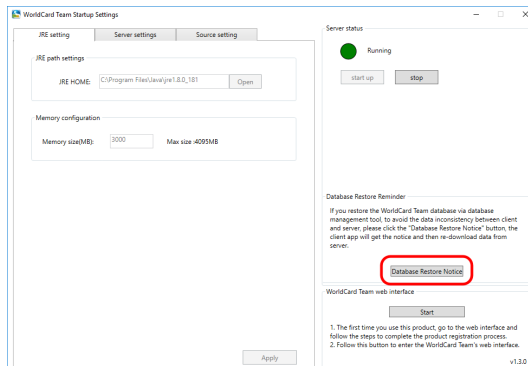 WorldCard Team Startup Settings
JRE setting
Server settings
Source setting
JRE path settings
JRE HOME:
C:\Program Files\Java\jre1.8.0_181
Open
Memory configuration
Memory size(MB):
3000
Max size :4095MB
Apply
Server status
Running
start up
stop
Database Restore Reminder
If you restore the WorldCard Team database via database
management tool, to avoid the data inconsistency between client
and server, please click the "Database Restore Notice" button, the
client app will get the notice and then re-download data from
server.
Database Restore Notice
WorldCard Team web interface
Start
1. The first time you use this product, go to the web interface and
follow the steps to complete the product registration process.
2. Follow this button to enter the WorldCard Team's web interface.
v1.3.0